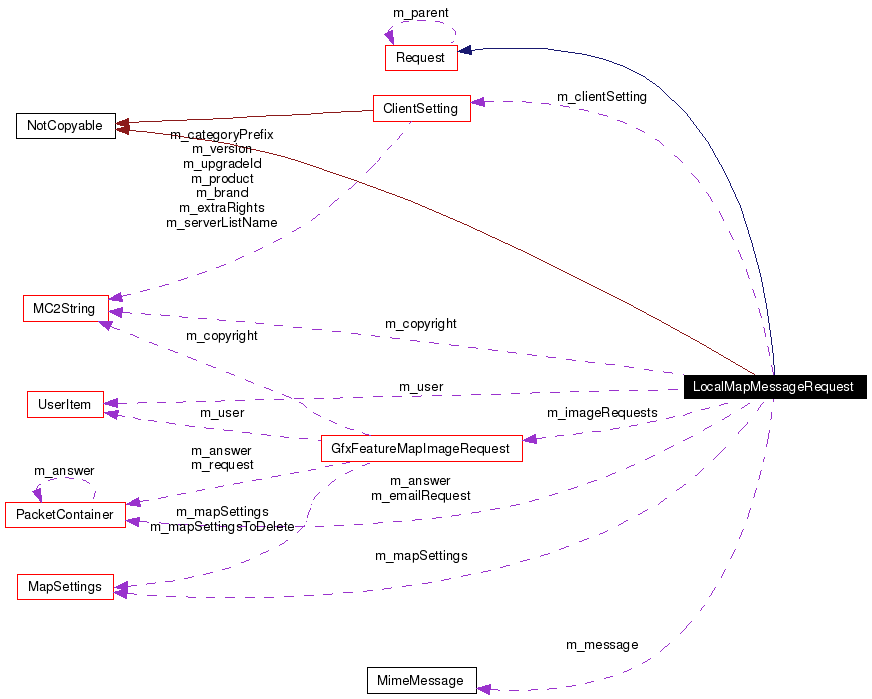 m_parent
Request
m_clientSetting
ClientSetting
NotCopyable
m_categoryPrefix
m_version
m_upgradeId
m_product
m_brand
m_extraRights
m_serverListName
MC2String
m_copyright
m_copyright
LocalMapMessageRequest
m_user
UserItem
m_user
m_imageRequests
GfxFeatureMapImageRequest
m_answer
m_request
m_answer
m_answer
m_emailRequest
PacketContainer
m_mapSettings
m_mapSettingsToDelete
m_mapSettings
MapSettings
m_message
MimeMessage